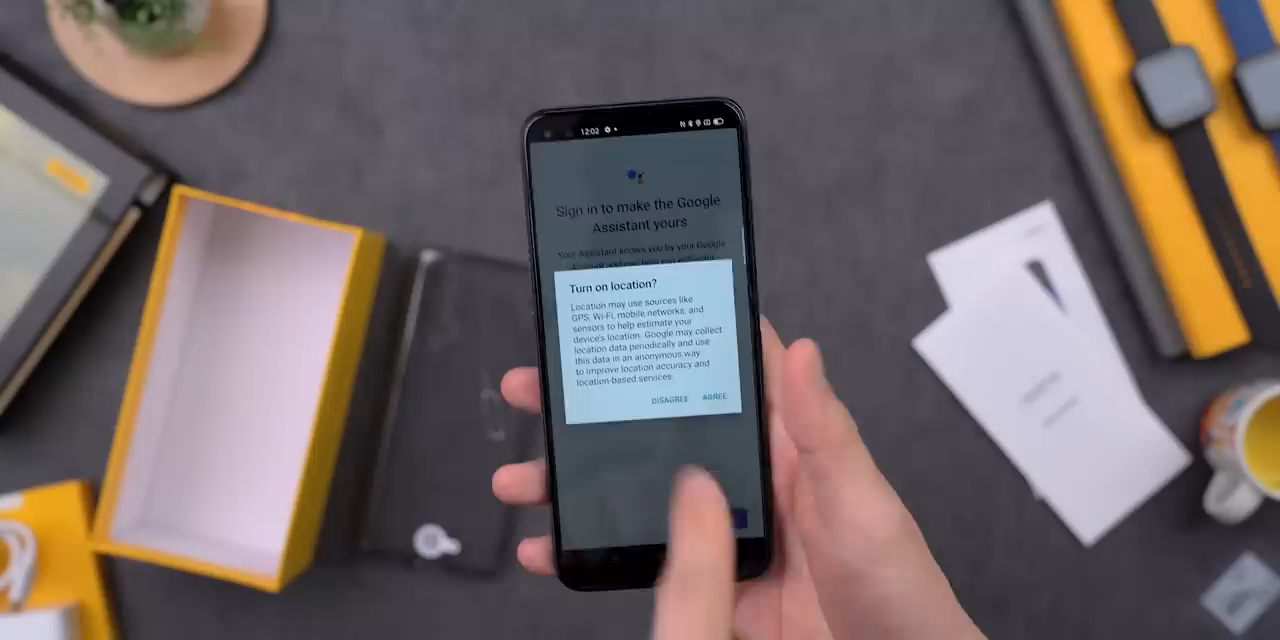 12:02
Sign in to make the Google
Assistant yours
Your Assistant knows you by your Google
Turn on location?
Location may use sources like
GPS, Wi-Fi, mobile networks, and
sensors to help estimate your
device's location. Google may collect
location data periodically and use
this data in an anonymous way
to improve location accuracy and
location-based services.
DISAGREE AGREE